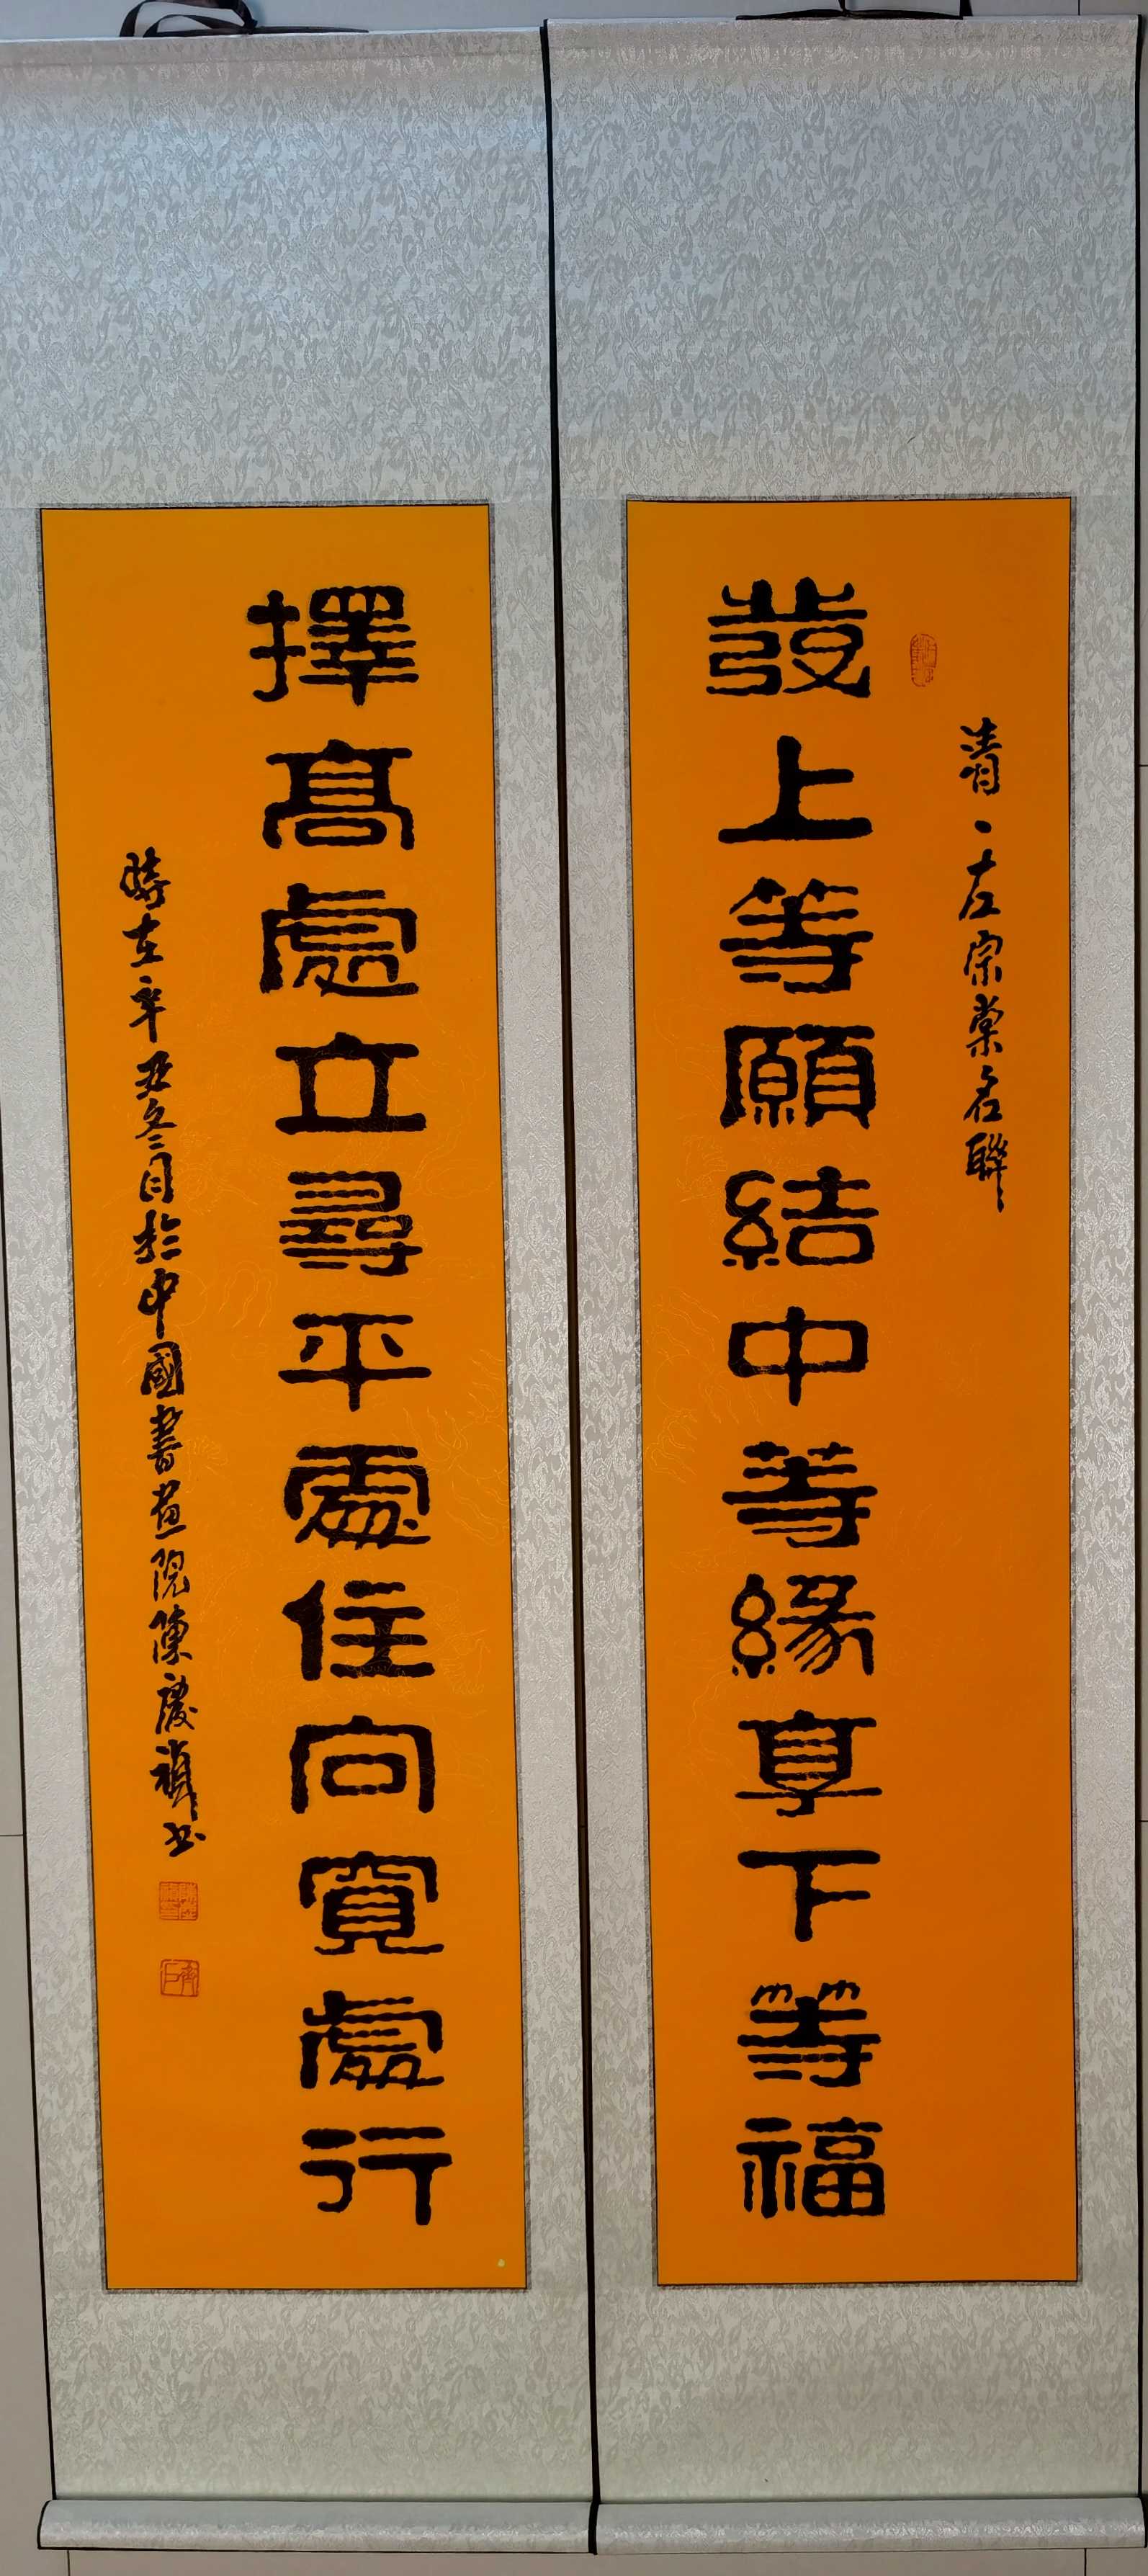 清、左宗棠名聯
發上等願結中等緣享下等福
擇高處立尋平處住向寬處行
時在辛丑冬月於中國書畫院陳慶禎書